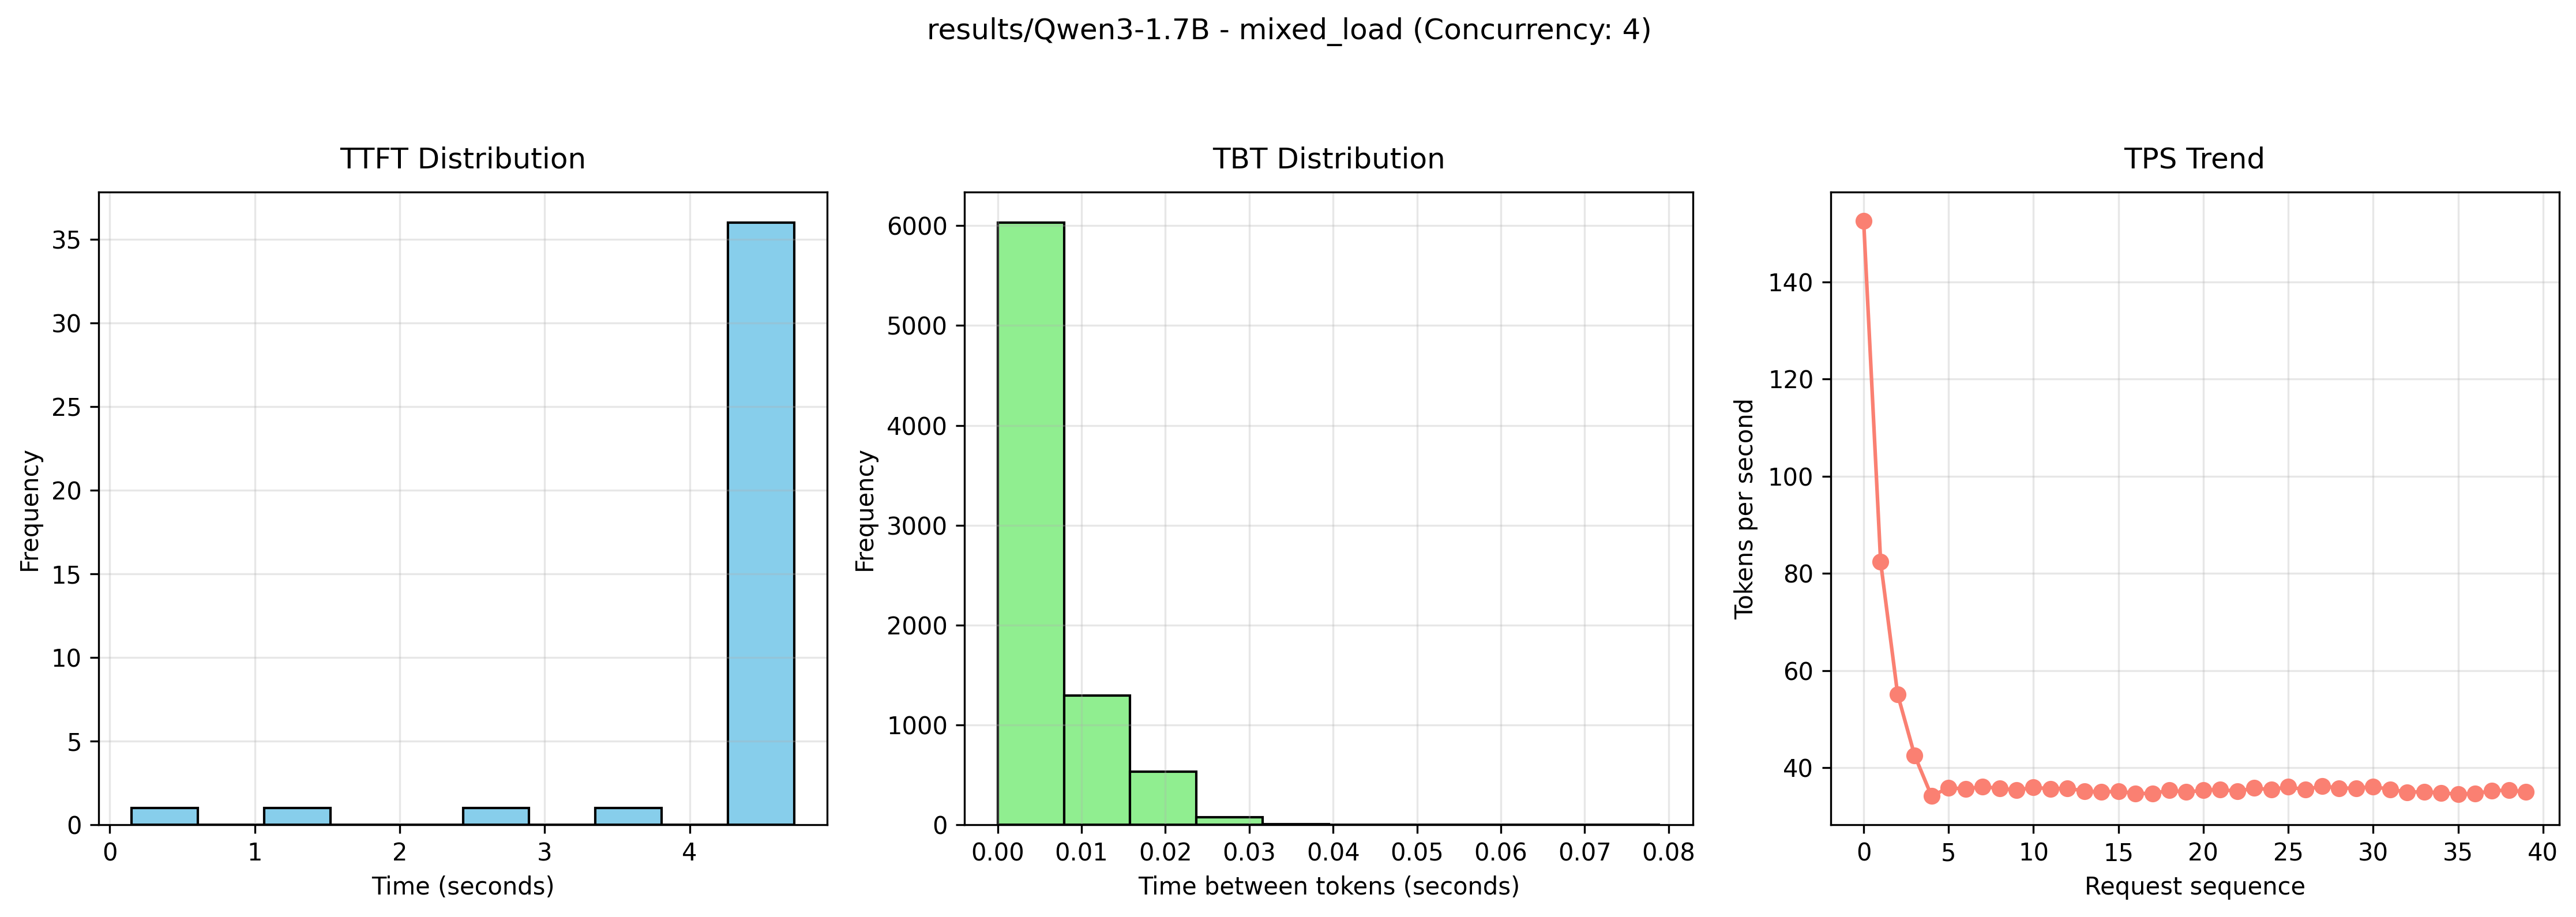 results/Qwen3-1.7B - mixed_load (Concurrency: 4)
TTFT Distribution
Frequency
35
30
25
20
15
10
5
0
0 1 2 3 4
Time (seconds)
TBT Distribution
Frequency
6000
5000
4000
3000
2000
1000
0
0.00 0.01 0.02 0.03 0.04 0.05 0.06 0.07 0.08
Time between tokens (seconds)
TPS Trend
Tokens per second
140
120
100
80
60
40
0 5 10 15 20 25 30 35 40
Request sequence